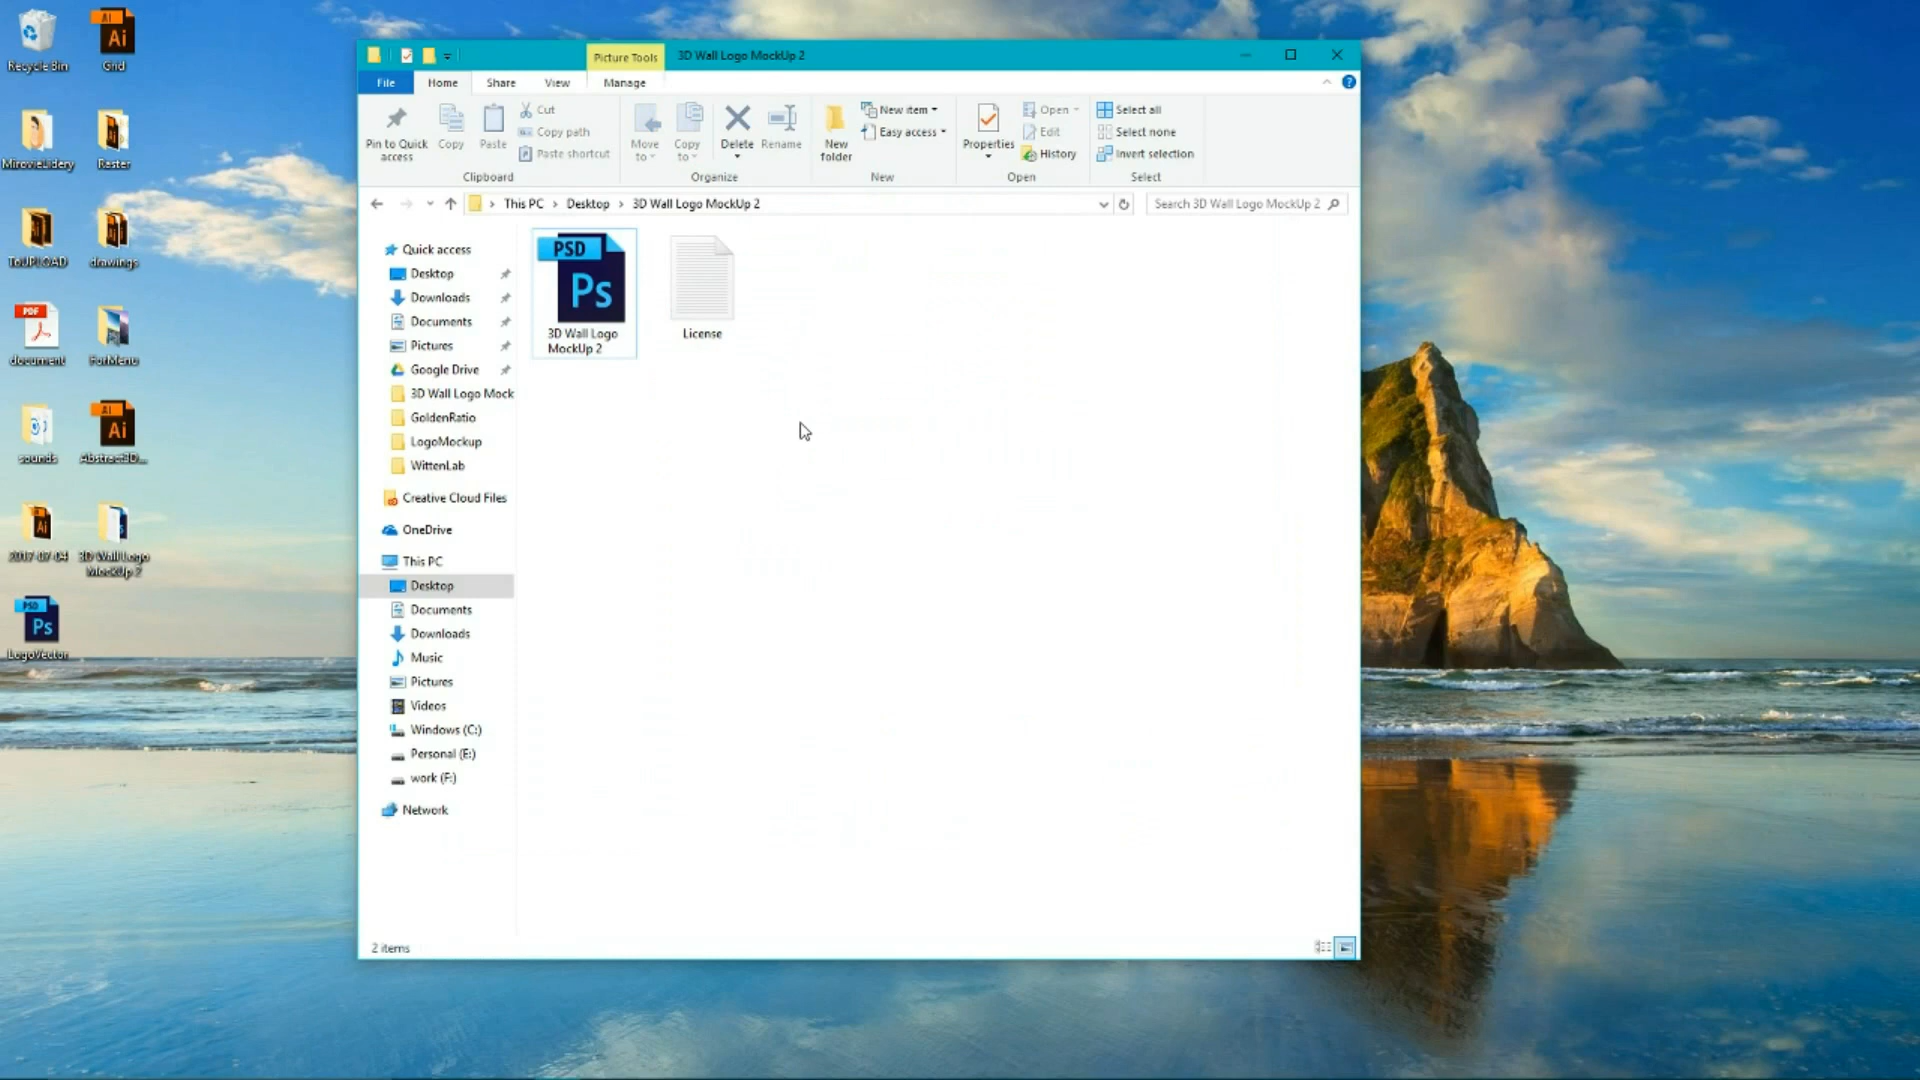 Recycle Bin
Grid
MirovieLidery
Raster
ToUPLOAD
drawings
PDF
document
ForMenu
sounds
Abstract3D...
2017-07-04
3D Wall Logo
MockUp 2
PSD
Ps
LogoVector
Ai
Picture Tools
3D Wall Logo MockUp 2
File
Home
Share
View
Manage
Pin to Quick
access
Copy
Paste
Cut
Copy path
Paste shortcut
Clipboard
Move
to
Copy
to
Delete
Rename
Organize
New
folder
New item
Easy access
New
Properties
Open
Edit
History
Open
Select all
Select none
Invert selection
Select
This PC
Desktop
3D Wall Logo MockUp 2
Search 3D Wall Logo MockUp 2
Quick access
Desktop
Downloads
Documents
Pictures
Google Drive
3D Wall Logo Mock
GoldenRatio
LogoMockup
WittenLab
Creative Cloud Files
OneDrive
This PC
Desktop
Documents
Downloads
Music
Pictures
Videos
Windows (C:)
Personal (E:)
work (F:)
Network
PSD
Ps
3D Wall Logo
MockUp 2
License
2 items